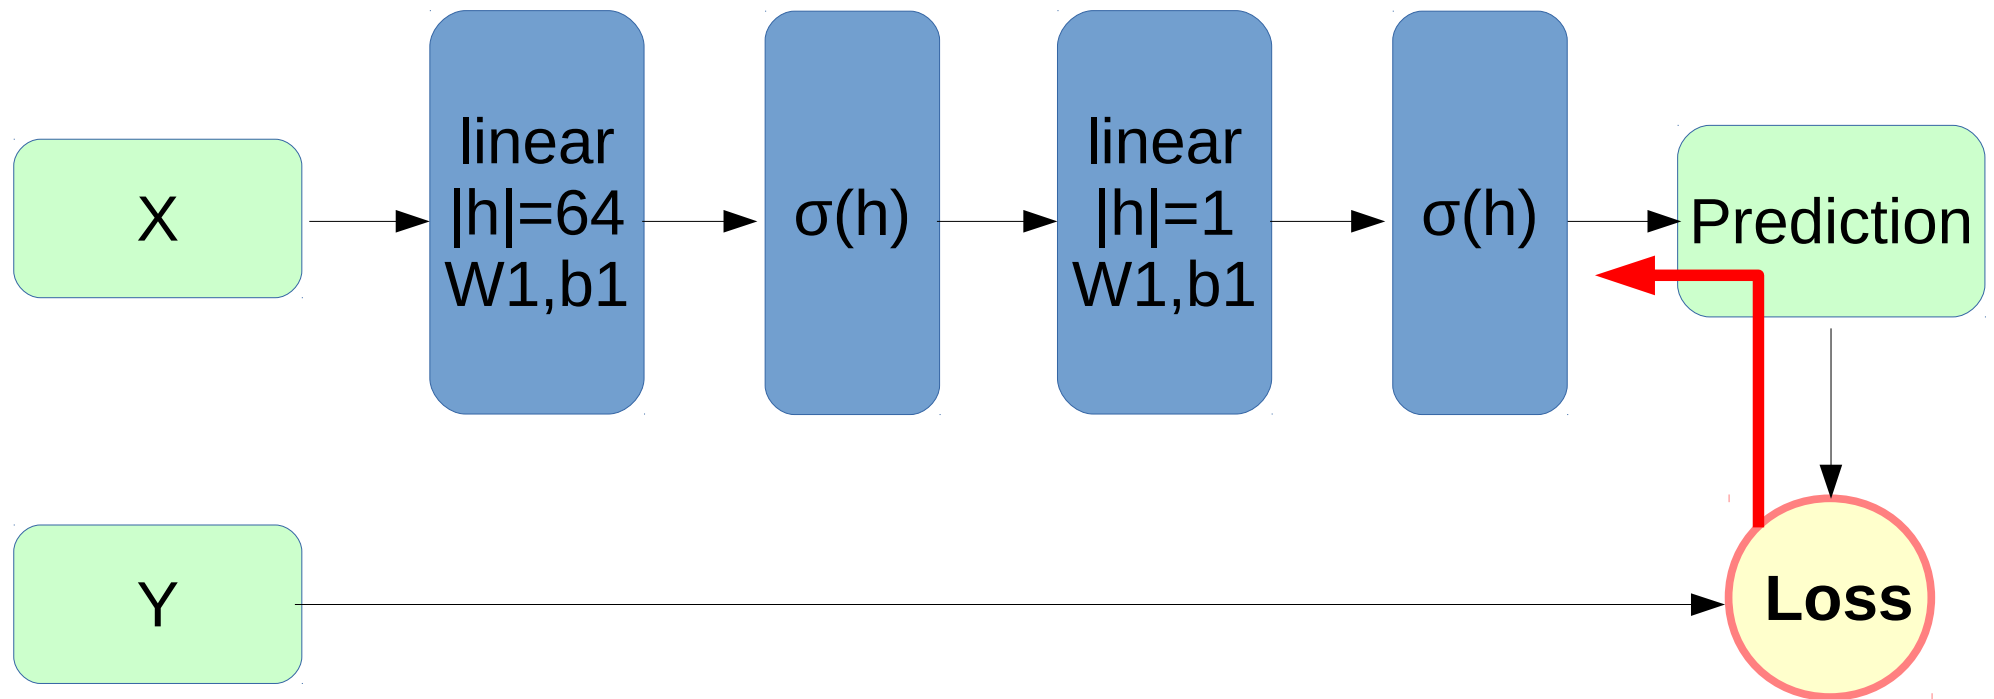 X
linear
|h|=64
W1,b1
σ(h)
linear
|h|=1
W1,b1
σ(h)
Prediction
Y
Loss